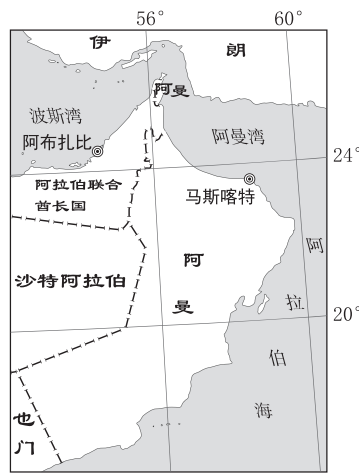 56°
60°
伊
朗
阿曼
波斯湾
阿布扎比
阿曼湾
24°
阿拉伯联合
酋长国
马斯喀特
阿
拉
伯
海
沙特阿拉伯
阿
曼
20°
也
门